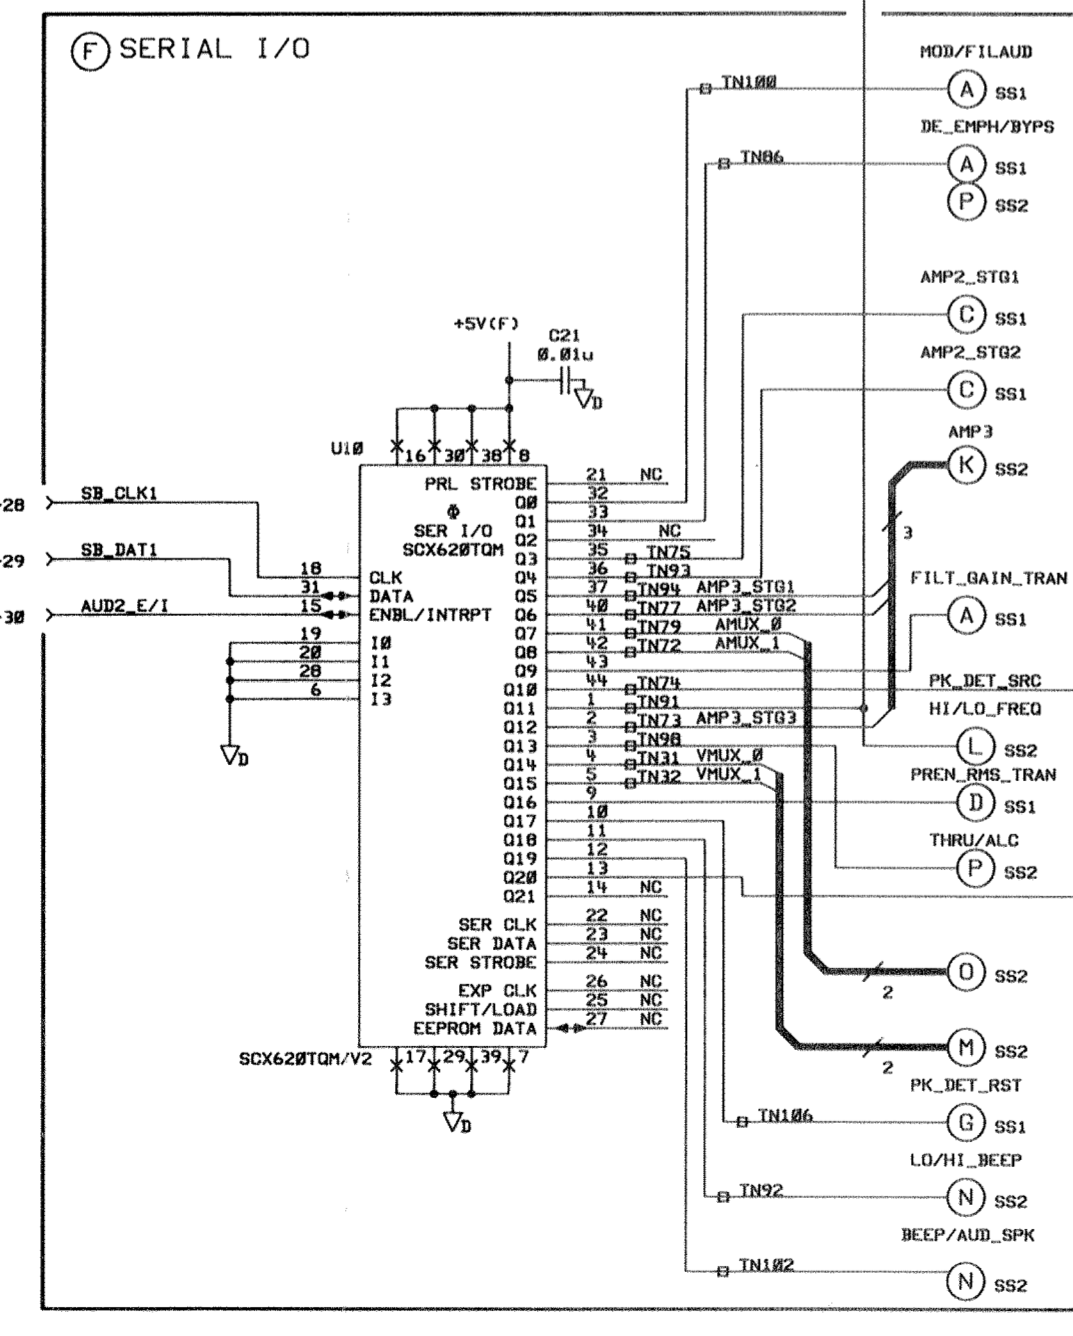 F SERIAL I/O
MOD/FILAUD
TN100
A SS1
DE_EMPH/BYPS
TN86
A SS1
P SS2
AMP2_STG1
C SS1
+5V(F)
C21
0.01u
D
AMP2_STG2
C SS1
AMP3
K SS2
3
U10
16 30 38 8
-28 SB_CLK1
-29 SB_DAT1
-30 AUD2_E/I
PRL STROBE 21 NC
Φ
SER I/O
SCX620TQM
Q0 32
Q1 33
Q2 34 NC
Q3 35 TN75
Q4 36 TN93
18 CLK
31 DATA
15 ENBL/INTRPT
Q5 37 TN94 AMP3_STG1
Q6 40 TN77 AMP3_STG2
FILT_GAIN_TRAN
A SS1
19 I0
20 I1
28 I2
6 I3
D
Q7 41 TN79 AMUX_0
Q8 42 TN72 AMUX_1
Q9 43
Q10 44 TN74 PK_DET_SRC
Q11 1 TN91 HI/LO_FREQ
Q12 2 TN73 AMP3_STG3
Q13 3 TN98
L SS2
Q14 4 TN31 VMUX_0
Q15 5 TN32 VMUX_1
PREN_RMS_TRAN
Q16 9
D SS1
Q17 10
Q18 11
THRU/ALC
Q19 12
P SS2
Q20 13
Q21 14 NC
SER CLK 22 NC
SER DATA 23 NC
SER STROBE 24 NC
O SS2
2
EXP CLK 26 NC
SHIFT/LOAD 25 NC
EEPROM DATA 27 NC
M SS2
2
SCX620TQM/V2
17 29 39 7
D
PK_DET_RST
TN106
G SS1
LO/HI_BEEP
TN92
N SS2
BEEP/AUD_SPK
TN102
N SS2